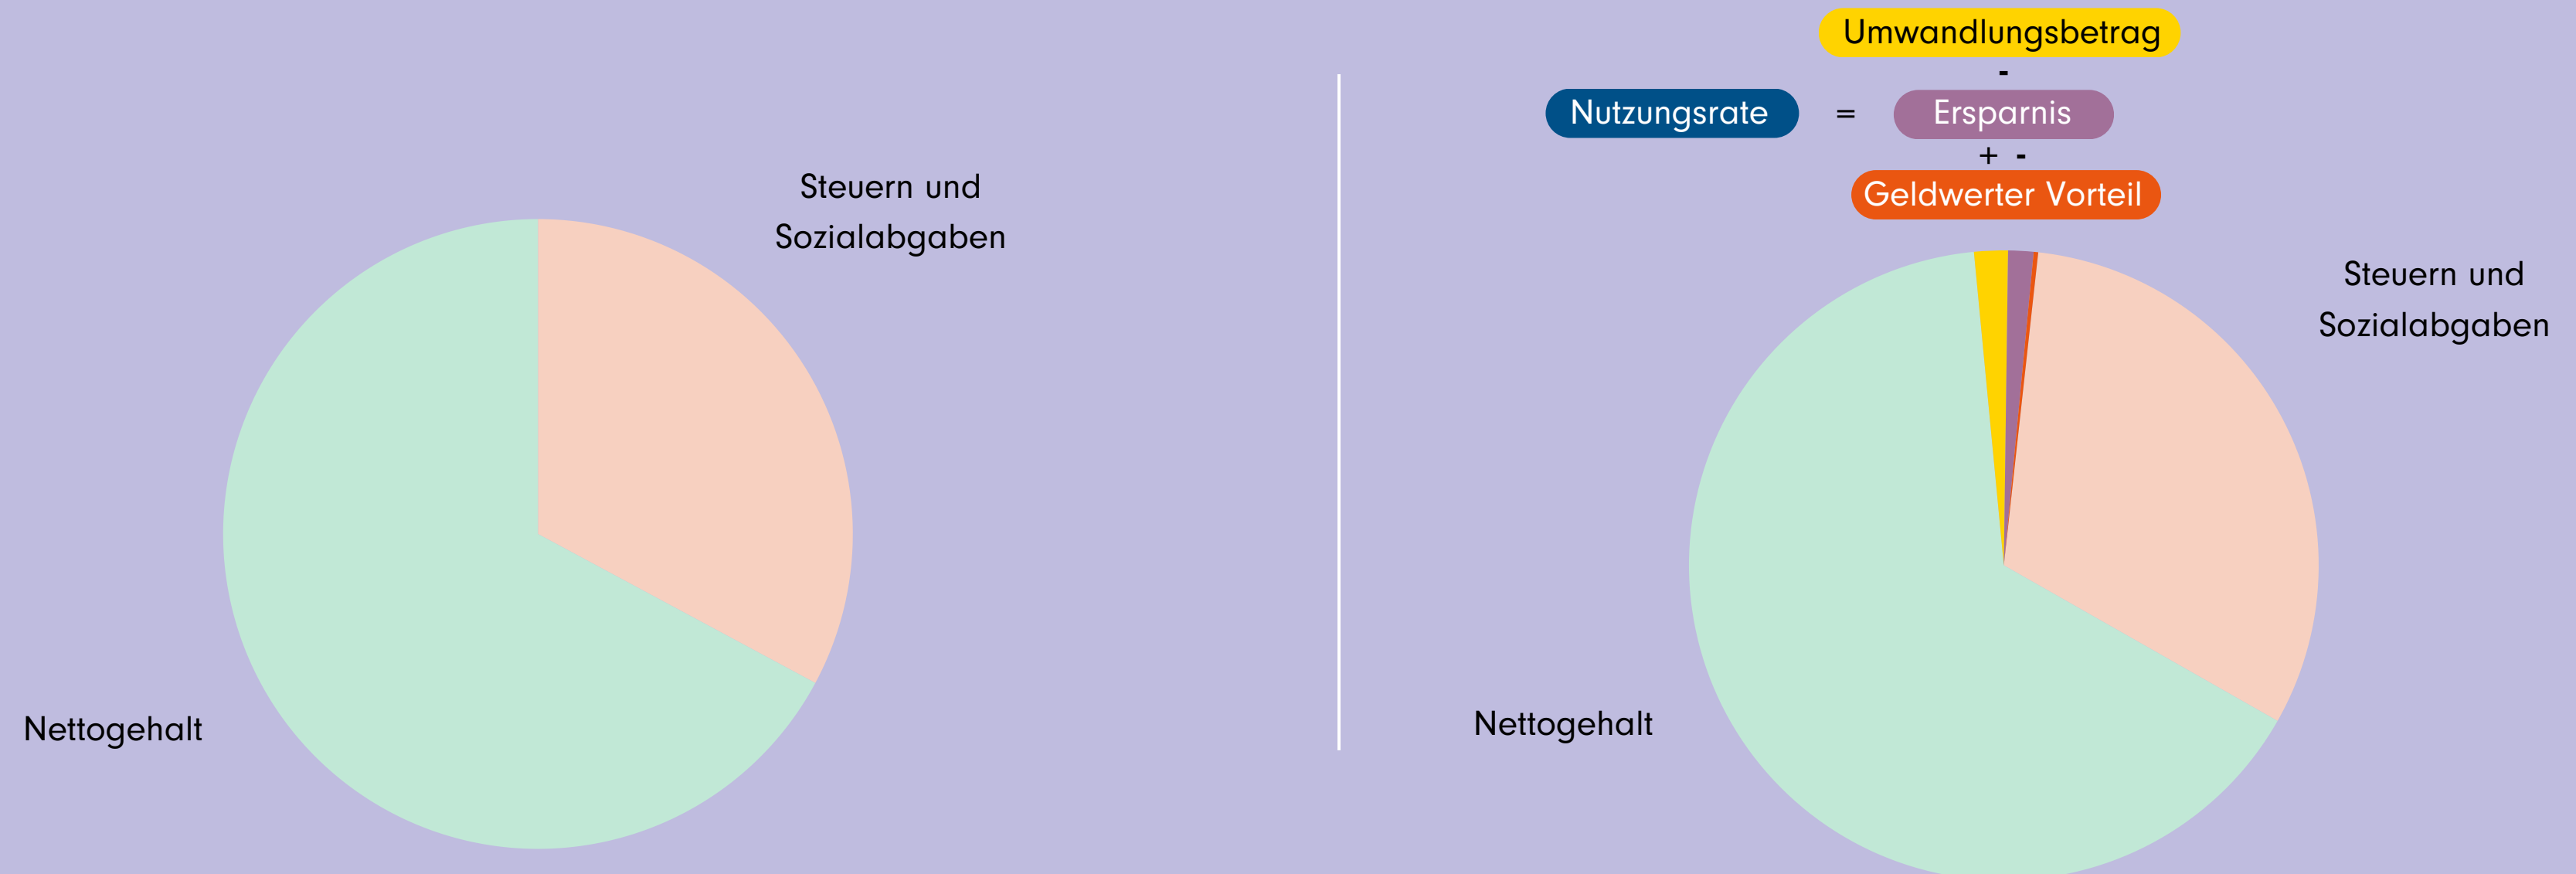 Steuern und
Sozialabgaben
Nettogehalt
Umwandlungsbetrag
-
Nutzungsrate = Ersparnis
+ -
Geldwerter Vorteil
Steuern und
Sozialabgaben
Nettogehalt